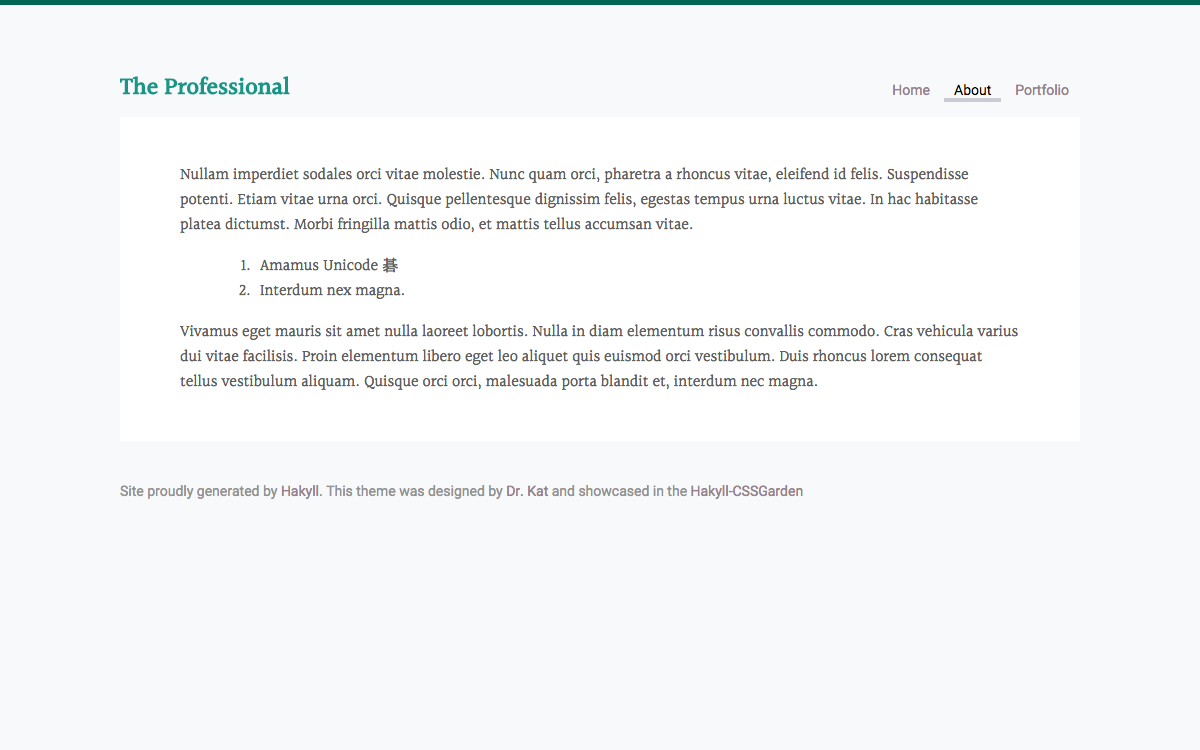 The Professional
Home About Portfolio
Nullam imperdiet sodales orci vitae molestie. Nunc quam orci, pharetra a rhoncus vitae, eleifend id felis. Suspendisse
potenti. Etiam vitae urna orci. Quisque pellentesque dignissim felis, egestas tempus urna luctus vitae. In hac habitasse
platea dictumst. Morbi fringilla mattis odio, et mattis tellus accumsan vitae.
1. Amamus Unicode 碁
2. Interdum nex magna.
Vivamus eget mauris sit amet nulla laoreet lobortis. Nulla in diam elementum risus convallis commodo. Cras vehicula varius
dui vitae facilisis. Proin elementum libero eget leo aliquet quis euismod orci vestibulum. Duis rhoncus lorem consequat
tellus vestibulum aliquam. Quisque orci orci, malesuada porta blandit et, interdum nec magna.
Site proudly generated by Hakyll. This theme was designed by Dr. Kat and showcased in the Hakyll-CSSGarden